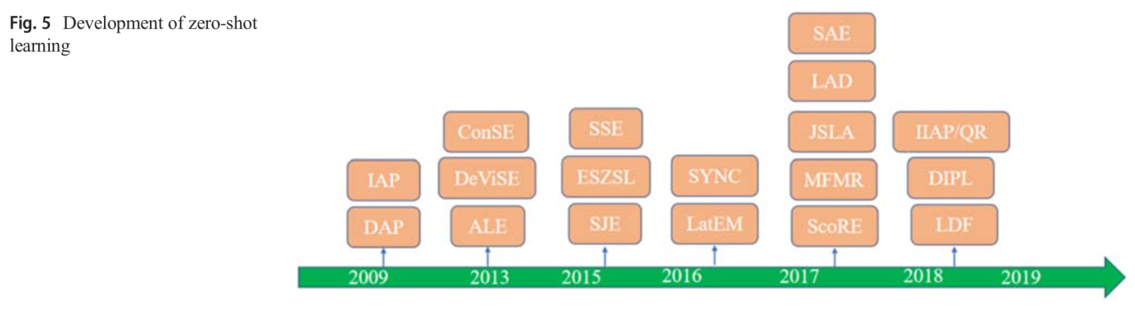 Fig. 5 Development of zero-shot
learning
SAE
LAD
ConSE
SSE
JSLA
IIAP/QR
IAP
DeViSE
ESZSL
SYNC
MFMR
DIPL
DAP
ALE
SJE
LatEM
ScoRE
LDF
2009
2013
2015
2016
2017
2018
2019